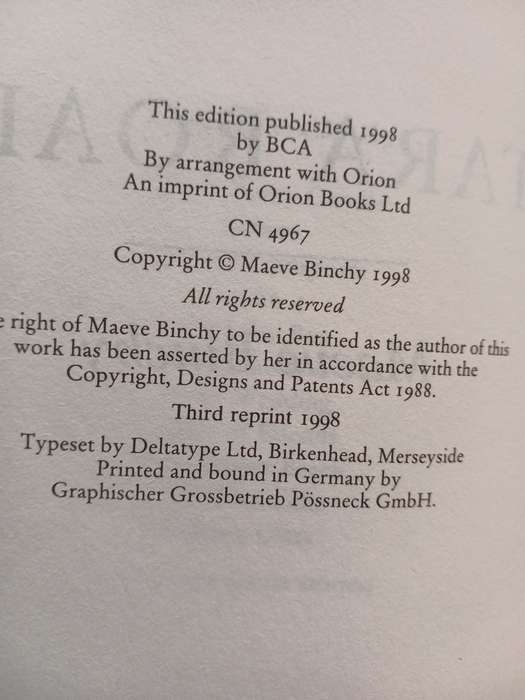 This edition published 1998
by BCA
By arrangement with Orion
An imprint of Orion Books Ltd
CN 4967
Copyright © Maeve Binchy 1998
All rights reserved
right of Maeve Binchy to be identified as the author of this
work has been asserted by her in accordance with the
Copyright, Designs and Patents Act 1988.
Third reprint 1998
Typeset by Deltatype Ltd, Birkenhead, Merseyside
Printed and bound in Germany by
Graphischer Grossbetrieb Pössneck GmbH.